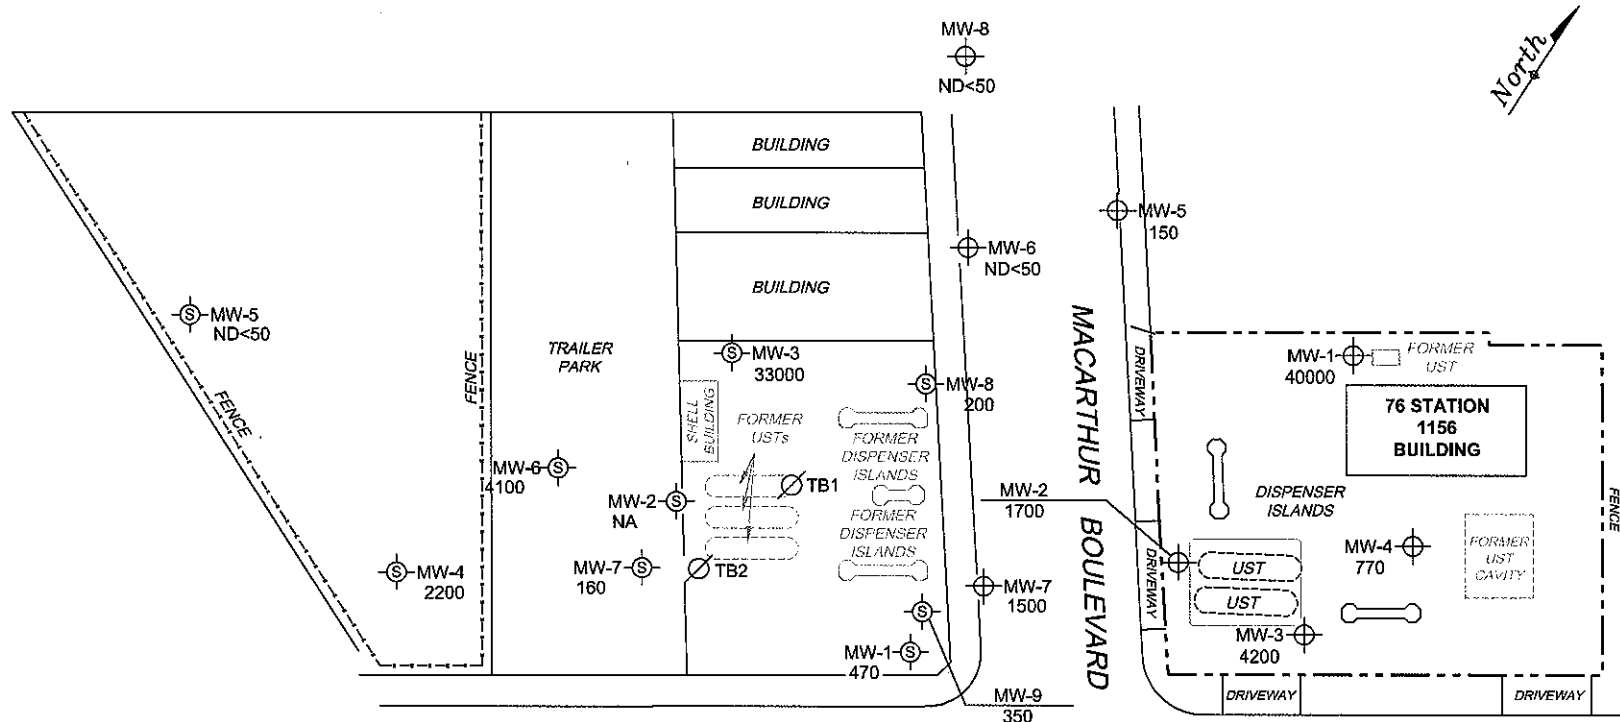 MW-8
ND<50
North
BUILDING
BUILDING
BUILDING
MW-5
150
MW-6
ND<50
MW-5
ND<50
FENCE
FENCE
TRAILER
PARK
MW-3
33000
MW-8
200
SHELL
BUILDING
FORMER
USTs
FORMER
DISPENSER
ISLANDS
MW-6
4100
MW-2
NA
TB1
FORMER
DISPENSER
ISLANDS
MW-4
2200
MW-7
160
TB2
MW-7
1500
MW-1
470
MW-9
350
MACARTHUR BOULEVARD
MW-2
1700
DRIVEWAY
DRIVEWAY
MW-1
40000
FORMER
UST
76 STATION
1156
BUILDING
DISPENSER
ISLANDS
FENCE
UST
UST
MW-4
770
FORMER
UST
CAVITY
MW-3
4200
DRIVEWAY
DRIVEWAY
S
S
S
S
S
S
S
S
S